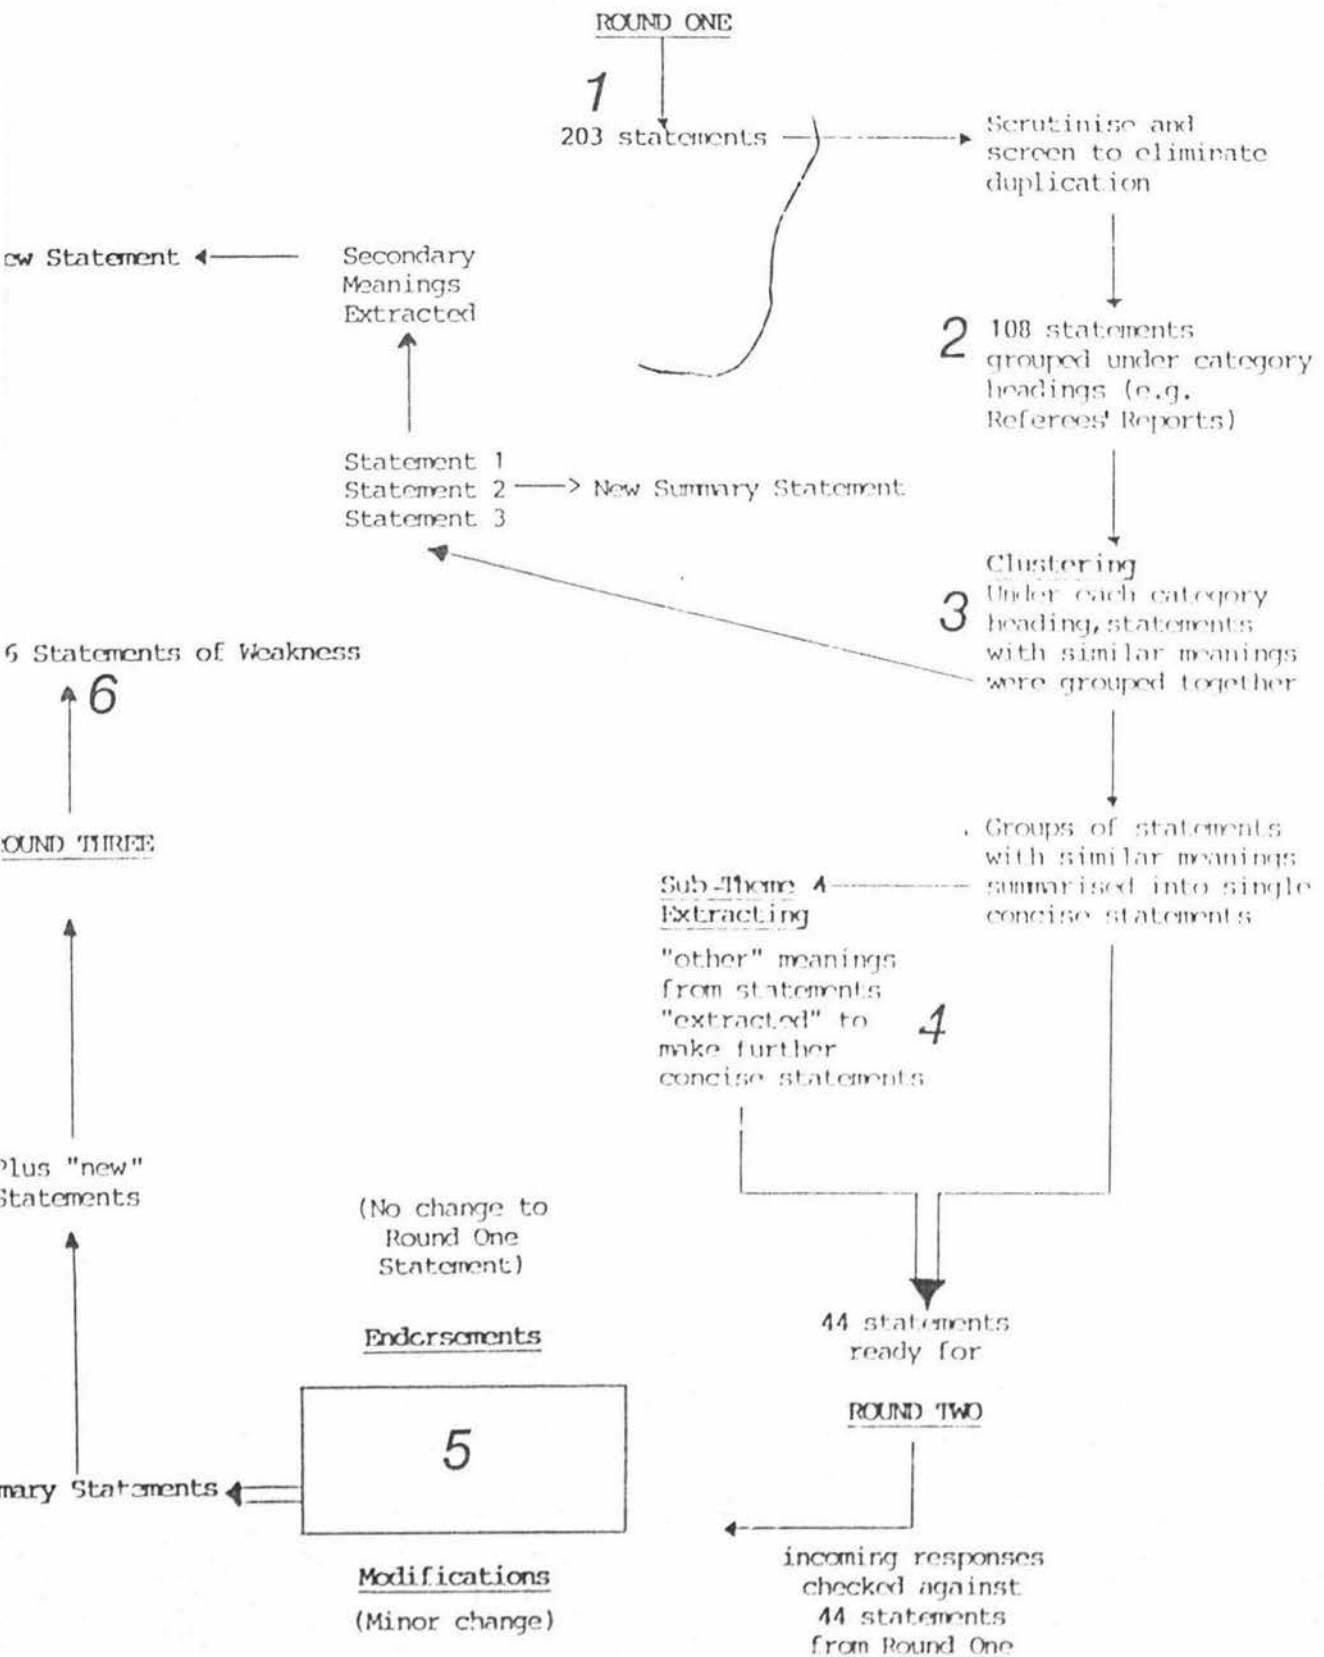 ROUND ONE
1
203 statements
Scrutinise and
screen to eliminate
duplication
2
108 statements
grouped under category
headings (e.g.
Referees' Reports)
Statement
Secondary
Meanings
Extracted
Statement 1
Statement 2
Statement 3
New Summary Statement
Clustering
3
Under each category
heading, statements
with similar meanings
were grouped together
6 Statements of Weakness
6
Groups of statements
with similar meanings
summarised into single
concise statements
THREE
Sub-Theme
Extracting
"other" meanings
from statements
"extracted" to
make further
concise statements
4
"new"
Statements
(No change to
Round One
Statement)
Endorsements
5
Modifications
(Minor change)
Statements
44 statements
ready for
ROUND TWO
incoming responses
checked against
44 statements
from Round One